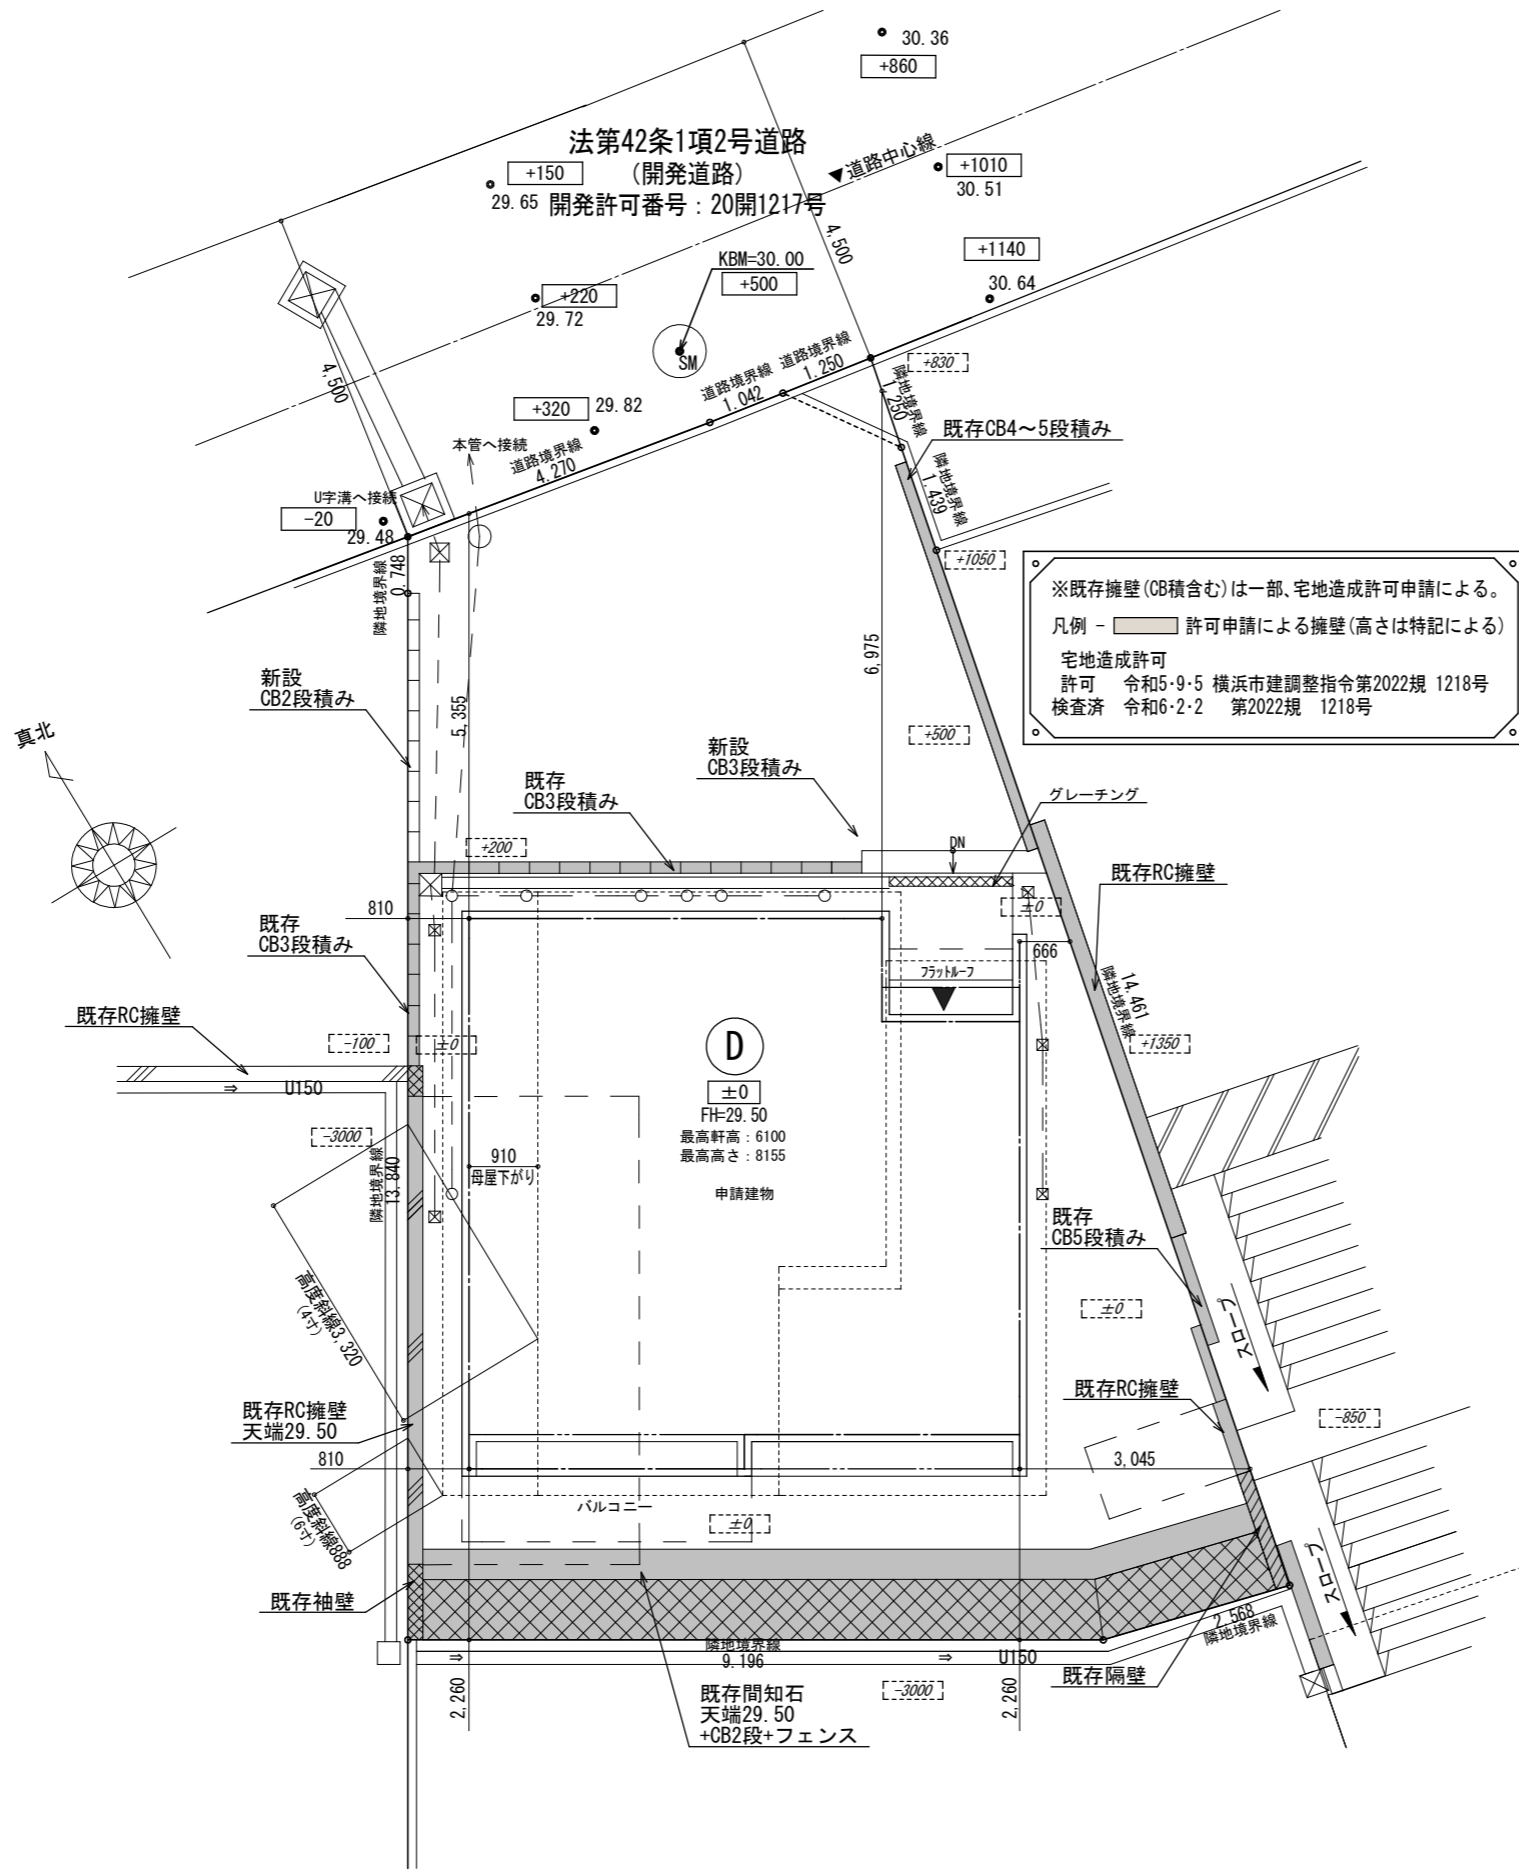 30.36
+860
法第42条1項2号道路
(開発道路)
開発許可番号：20開1217号
+150
29.65
▼道路中心線
+1010
30.51
4,500
+1140
30.64
KBM=30.00
+500
SM
+220
29.72
4,500
+320
29.82
道路境界線
1.250
道路境界線
1.042
道路境界線
4.270
本管へ接続
U字溝へ接続
-20
29.48
隣地境界線
0.748
+830
隣地境界線
1.250
既存CB4～5段積み
隣地境界線
1.439
+1050
※既存擁壁(CB積含む)は一部、宅地造成許可申請による。
凡例 - 許可申請による擁壁(高さは特記による)
宅地造成許可
許可 令和5・9・5 横浜市建調整指令第2022規 1218号
検査済 令和6・2・2 第2022規 1218号
真北
新設
CB2段積み
5,355
6,975
+500
新設
CB3段積み
既存
CB3段積み
グレーチング
+200
DN
既存RC擁壁
±0
810
666
既存
CB3段積み
フラットルーフ
14.461
隣地境界線
+1350
既存RC擁壁
-100
±0
⇒ U150
D
±0
FH=29.50
最高軒高：6100
最高高さ：8155
申請建物
-3000
隣地境界線
13.840
910
母屋下がり
既存
CB5段積み
高度斜線3,320
(4寸)
±0
スロープ
既存RC擁壁
天端29.50
既存RC擁壁
-850
810
3,045
高度斜線888
(6寸)
バルコニー
±0
既存袖壁
スロープ
2.568
隣地境界線
隣地境界線
9.196
⇒ ⇒ U150
既存隔壁
2,260
2,260
-3000
既存間知石
天端29.50
+CB2段+フェンス